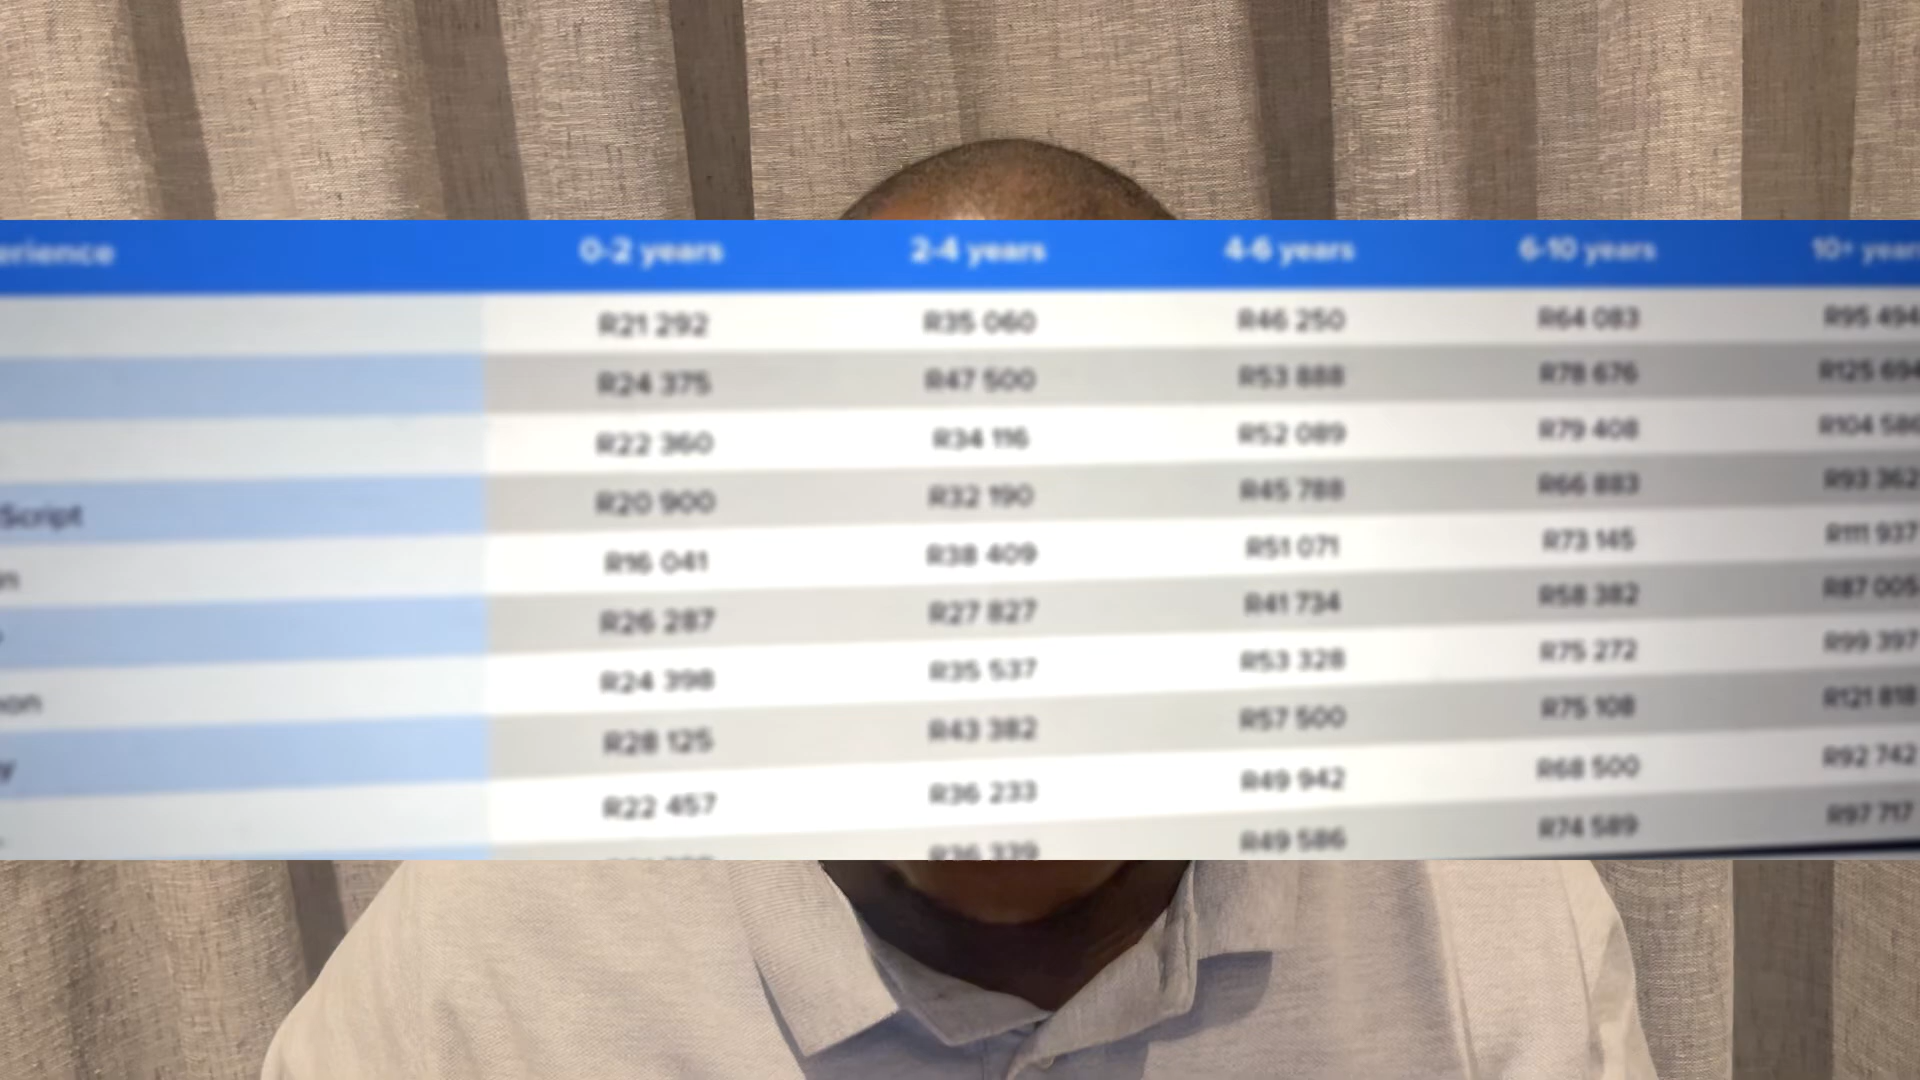 erience 0-2 years 2-4 years 4-6 years 6-10 years 10+ years
R21 292 R35 060 R46 250 R64 083 R95 494
R24 375 R47 500 R53 888 R78 676 R125 694
R22 360 R34 116 R52 089 R79 408 R104 586
Script R20 900 R32 190 R45 788 R66 883 R93 362
in R16 041 R38 409 R51 071 R73 145 R111 937
R26 287 R27 827 R41 734 R58 382 R87 005
on R24 398 R35 537 R53 328 R75 272 R99 397
y R28 125 R43 382 R57 500 R75 108 R121 818
R22 457 R36 233 R49 942 R68 500 R92 742
R36 339 R49 586 R74 589 R97 717